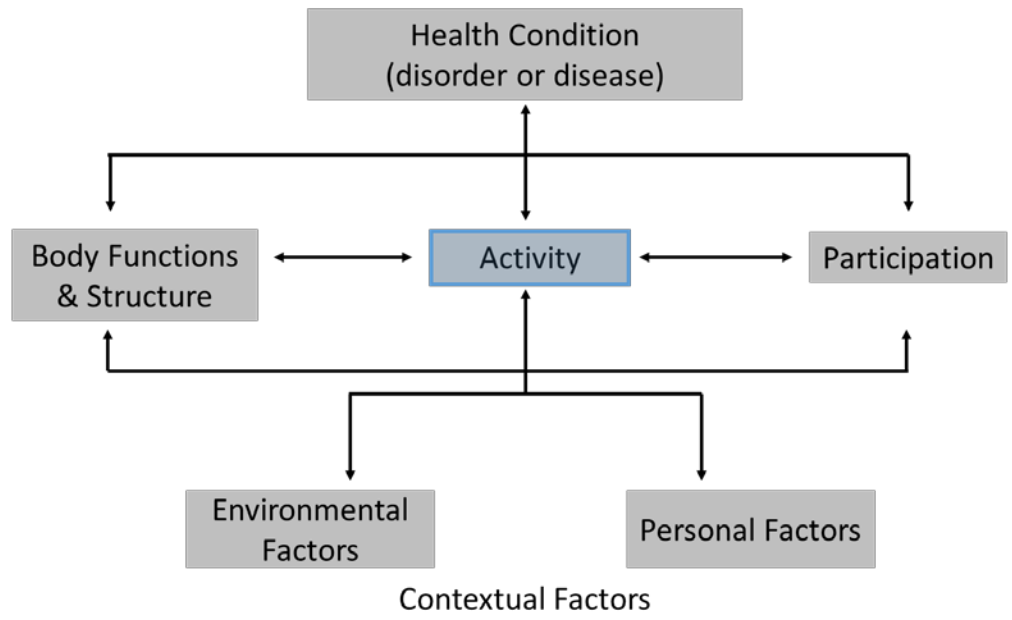 Health Condition
(disorder or disease)
Body Functions
& Structure
Activity
Participation
Environmental
Factors
Personal Factors
Contextual Factors